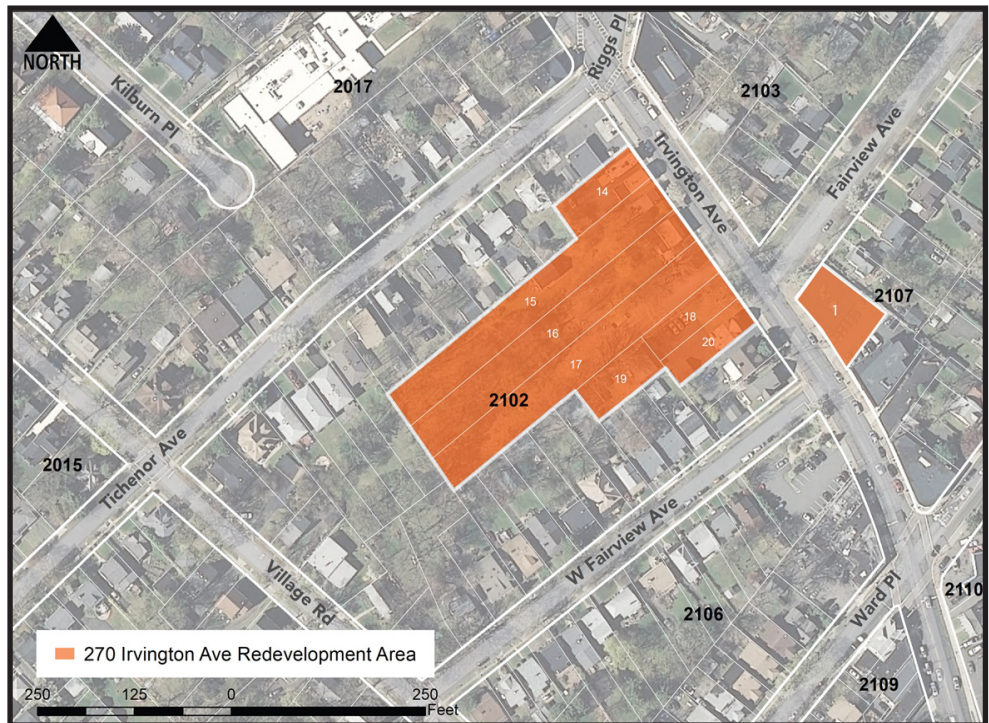 NORTH
Kilburn Pl
2017
Riggs Pl
2103
Irvington Ave
Fairview Ave
14
2107
1
15
16
18
17
20
19
2102
2015
Tichenor Ave
W Fairview Ave
Village Rd
2106
Ward Pl
2110
2109
270 Irvington Ave Redevelopment Area
250 125 0 250
Feet